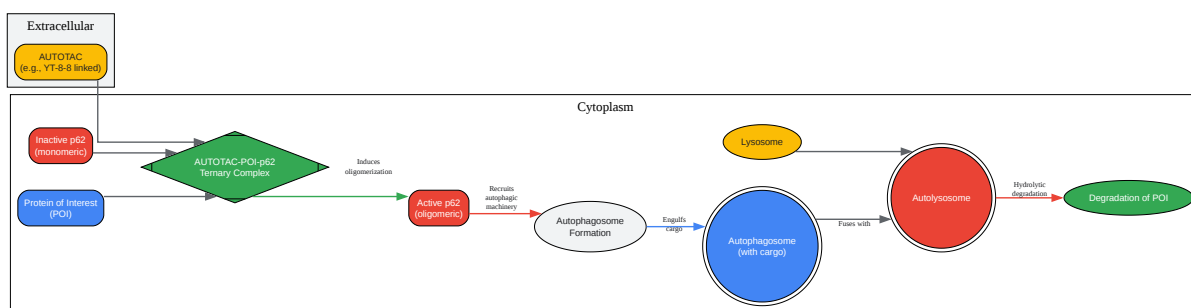 Extracellular
AUTOTAC
(e.g., YT-8-8 linked)
Cytoplasm
Inactive p62
(monomeric)
Protein of Interest
(POI)
AUTOTAC-POI-p62
Ternary Complex
Induces
oligomerization
Active p62
(oligomeric)
Recruits
autophagic
machinery
Autophagosome
Formation
Engulfs
cargo
Lysosome
Autophagosome
(with cargo)
Fuses with
Autolysosome
Hydrolytic
degradation
Degradation of POI